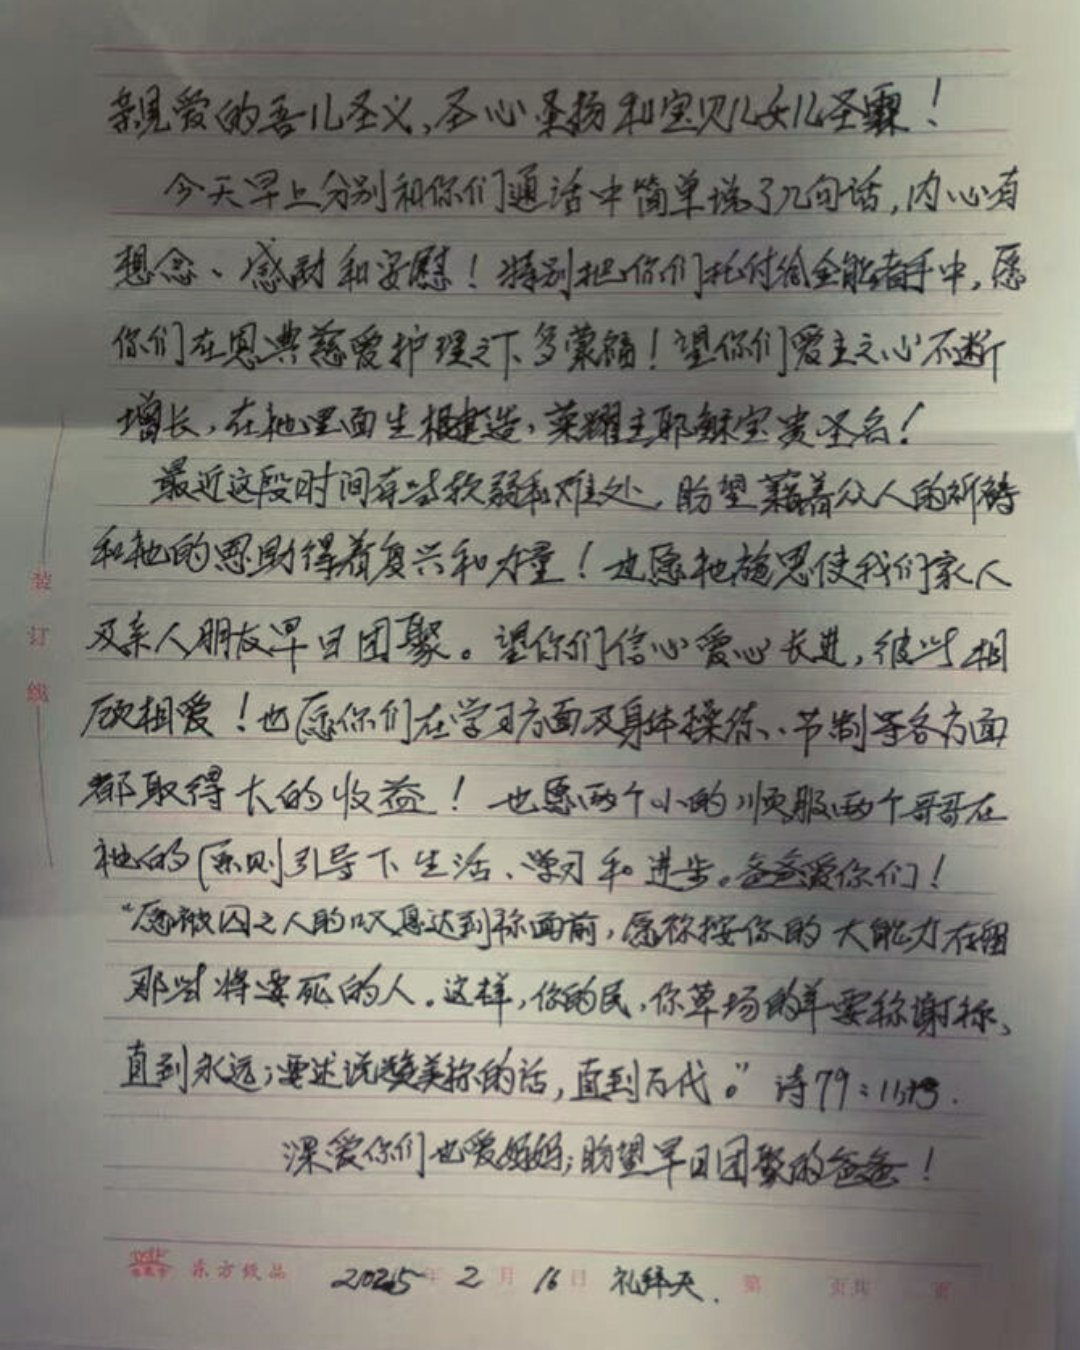 親爱的吾儿圣义、圣心圣扬和宝贝儿女儿圣霖！
今天早上分别和你们通话中简单说了几句话，内心有
想念、感动和安慰！特别把你们托付给全能者手中，愿
你们在恩典慈爱护理之下多蒙福！望你们爱主之心不断
增长，在祂里面生根建造，荣耀主耶稣宝贵圣名！
最近这段时间有些软弱和难处，盼望藉着众人的祈祷
和祂的恩助得着复兴和力量！也愿祂施恩使我们家人
及亲人朋友早日团聚。望你们信心爱心长进，彼此相
顾相爱！也愿你们在学习方面及身体操练、节制等各方面
都取得大的收益！也愿两个小的顺服两个哥哥在
祂的原则引导下生活、学习和进步。爸爸爱你们！
“愿被囚之人的叹息达到祢面前，愿祢按你的大能力存留
那些将要死的人。这样，你的民，你草场的羊要称谢祢、
直到永远；要述说赞美祢的话，直到万代。”诗79：11,13.
深爱你们也爱妈妈；盼望早日团聚的爸爸！
装订线
东方纸品 2025年2月16日 礼拜天. 第 页共 页